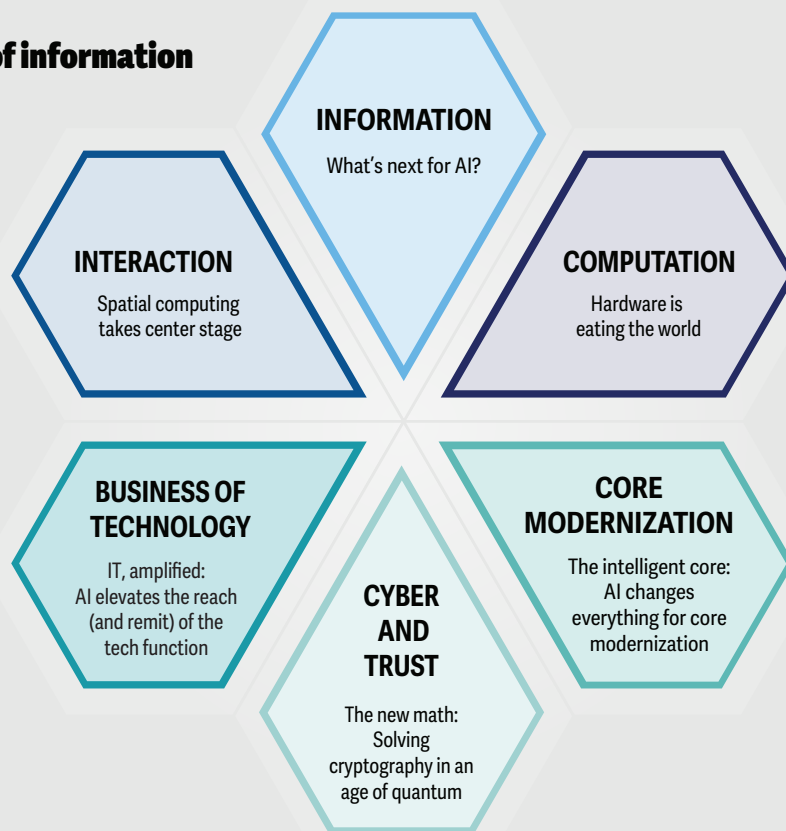 of information
INFORMATION
What’s next for AI?
INTERACTION
Spatial computing
takes center stage
COMPUTATION
Hardware is
eating the world
BUSINESS OF
TECHNOLOGY
IT, amplified:
AI elevates the reach
(and remit) of the
tech function
CYBER
AND
TRUST
The new math:
Solving
cryptography in an
age of quantum
CORE
MODERNIZATION
The intelligent core:
AI changes
everything for core
modernization